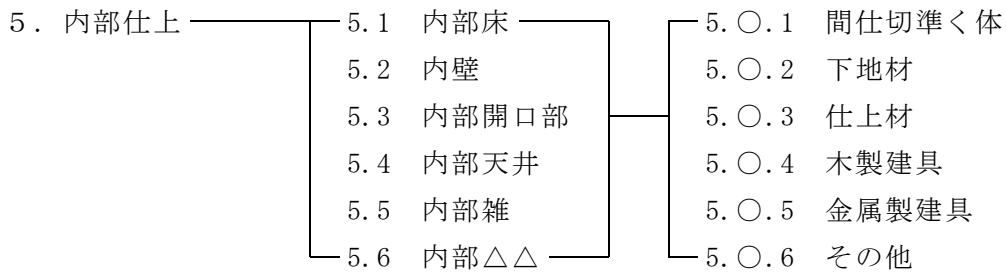 5. 内部仕上 5.1 内部床 5.○.1 間仕切準く体
5.2 内壁 5.○.2 下地材
5.3 内部開口部 5.○.3 仕上材
5.4 内部天井 5.○.4 木製建具
5.5 内部雑 5.○.5 金属製建具
5.6 内部△△ 5.○.6 その他